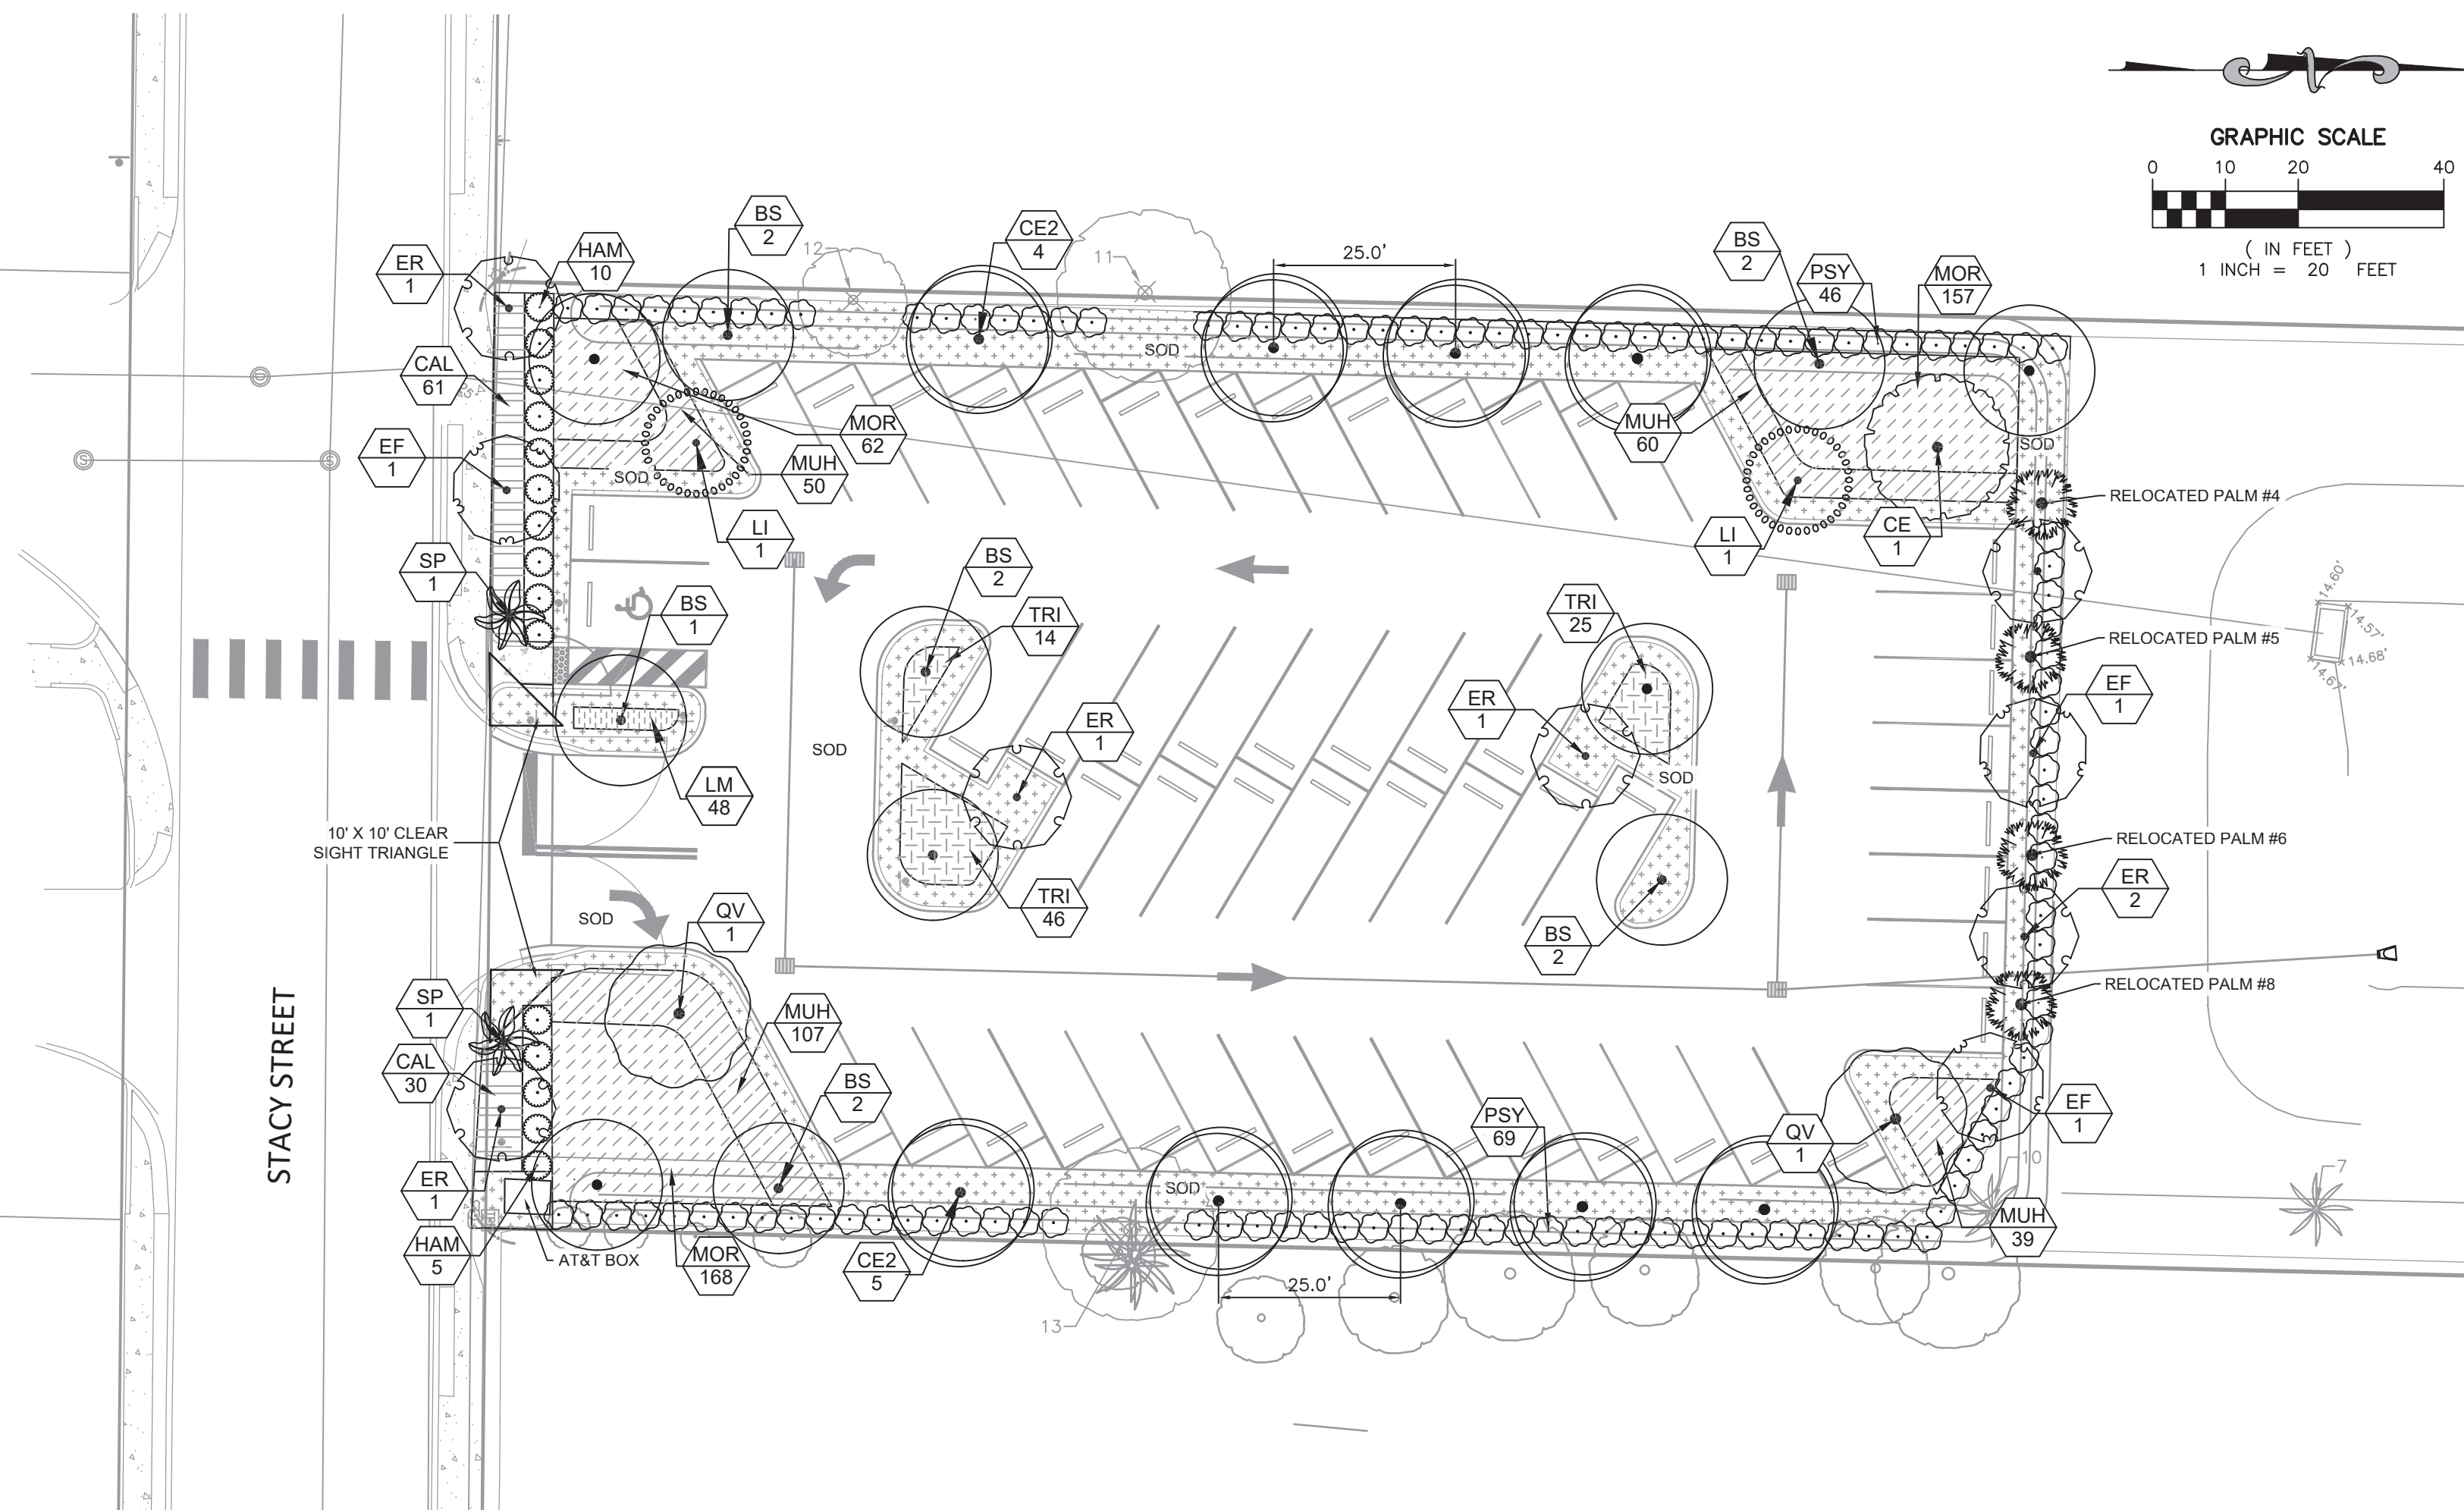 GRAPHIC SCALE
0 10 20 40
( IN FEET )
1 INCH = 20 FEET
BS
2
CE2
4
12
11
25.0'
BS
2
PSY
46
MOR
157
ER
1
HAM
10
CAL
61
EF
1
MOR
62
MUH
50
SOD
SOD
MUH
60
SOD
LI
1
LI
1
CE
1
RELOCATED PALM #4
SP
1
BS
1
BS
2
TRI
14
TRI
25
RELOCATED PALM #5
14.60'
14.57'
14.68'
14.67'
ER
1
ER
1
EF
1
SOD
SOD
LM
48
10' X 10' CLEAR
SIGHT TRIANGLE
RELOCATED PALM #6
ER
2
TRI
46
BS
2
QV
1
SOD
RELOCATED PALM #8
SP
1
MUH
107
STACY STREET
CAL
30
BS
2
PSY
69
QV
1
EF
1
10
7
ER
1
SOD
HAM
5
AT&T BOX
MOR
168
CE2
5
MUH
39
25.0'
13